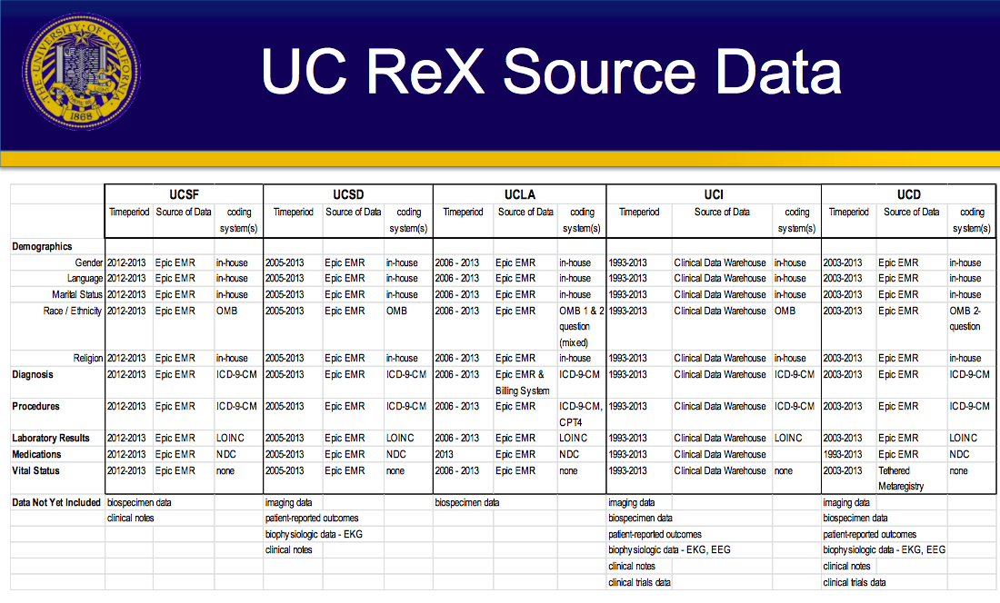 THE UNIVERSITY OF CALIFORNIA
1868
UC ReX Source Data
UCSF UCSD UCLA UCI UCD
Timeperiod Source of Data coding system(s) Timeperiod Source of Data coding system(s) Timeperiod Source of Data coding system(s) Timeperiod Source of Data coding system(s) Timeperiod Source of Data coding system(s)
Demographics
Gender 2012-2013 Epic EMR in-house 2005-2013 Epic EMR in-house 2006 - 2013 Epic EMR in-house 1993-2013 Clinical Data Warehouse in-house 2003-2013 Epic EMR in-house
Language 2012-2013 Epic EMR in-house 2005-2013 Epic EMR in-house 2006 - 2013 Epic EMR in-house 1993-2013 Clinical Data Warehouse in-house 2003-2013 Epic EMR in-house
Marital Status 2012-2013 Epic EMR in-house 2005-2013 Epic EMR in-house 2006 - 2013 Epic EMR in-house 1993-2013 Clinical Data Warehouse in-house 2003-2013 Epic EMR in-house
Race / Ethnicity 2012-2013 Epic EMR OMB 2005-2013 Epic EMR OMB 2006 - 2013 Epic EMR OMB 1 & 2 question (mixed) 1993-2013 Clinical Data Warehouse OMB 2003-2013 Epic EMR OMB 2-question
Religion 2012-2013 Epic EMR in-house 2005-2013 Epic EMR in-house 2006 - 2013 Epic EMR in-house 1993-2013 Clinical Data Warehouse in-house 2003-2013 Epic EMR in-house
Diagnosis 2012-2013 Epic EMR ICD-9-CM 2005-2013 Epic EMR ICD-9-CM 2006 - 2013 Epic EMR & Billing System ICD-9-CM 1993-2013 Clinical Data Warehouse ICD-9-CM 2003-2013 Epic EMR ICD-9-CM
Procedures 2012-2013 Epic EMR ICD-9-CM 2005-2013 Epic EMR ICD-9-CM 2006 - 2013 Epic EMR ICD-9-CM, CPT4 1993-2013 Clinical Data Warehouse ICD-9-CM 2003-2013 Epic EMR ICD-9-CM
Laboratory Results 2012-2013 Epic EMR LOINC 2005-2013 Epic EMR LOINC 2006 - 2013 Epic EMR LOINC 1993-2013 Clinical Data Warehouse LOINC 2003-2013 Epic EMR LOINC
Medications 2012-2013 Epic EMR NDC 2005-2013 Epic EMR NDC 2013 Epic EMR NDC 1993-2013 Clinical Data Warehouse 1993-2013 Epic EMR NDC
Vital Status 2012-2013 Epic EMR none 2005-2013 Epic EMR none 2006 - 2013 Epic EMR none 1993-2013 Clinical Data Warehouse none 2003-2013 Tethered Metaregistry none
Data Not Yet Included biospecimen data imaging data biospecimen data imaging data imaging data
clinical notes patient-reported outcomes biospecimen data biospecimen data
biophysiologic data - EKG patient-reported outcomes patient-reported outcomes
clinical notes biophysiologic data - EKG, EEG biophysiologic data - EKG, EEG
clinical notes clinical notes
clinical trials data clinical trials data